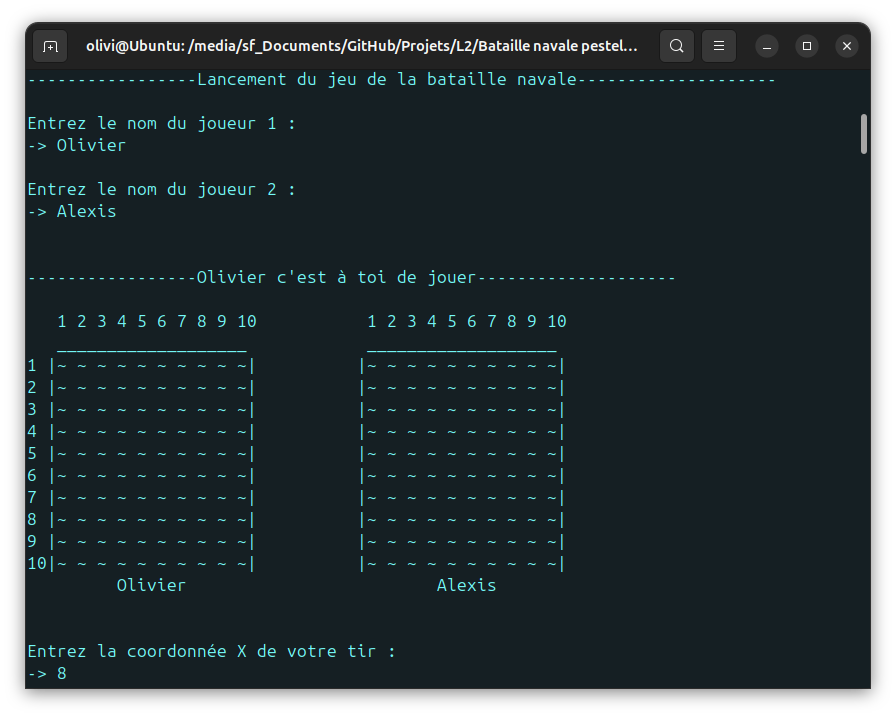 olivi@Ubuntu: /media/sf_Documents/GitHub/Projets/L2/Bataille navale pestel...
-----------------Lancement du jeu de la bataille navale--------------------
Entrez le nom du joueur 1 :
-> Olivier
Entrez le nom du joueur 2 :
-> Alexis
-----------------Olivier c'est à toi de jouer--------------------
   1 2 3 4 5 6 7 8 9 10           1 2 3 4 5 6 7 8 9 10
   ___________________            ___________________
1 |~ ~ ~ ~ ~ ~ ~ ~ ~ ~|          |~ ~ ~ ~ ~ ~ ~ ~ ~ ~|
2 |~ ~ ~ ~ ~ ~ ~ ~ ~ ~|          |~ ~ ~ ~ ~ ~ ~ ~ ~ ~|
3 |~ ~ ~ ~ ~ ~ ~ ~ ~ ~|          |~ ~ ~ ~ ~ ~ ~ ~ ~ ~|
4 |~ ~ ~ ~ ~ ~ ~ ~ ~ ~|          |~ ~ ~ ~ ~ ~ ~ ~ ~ ~|
5 |~ ~ ~ ~ ~ ~ ~ ~ ~ ~|          |~ ~ ~ ~ ~ ~ ~ ~ ~ ~|
6 |~ ~ ~ ~ ~ ~ ~ ~ ~ ~|          |~ ~ ~ ~ ~ ~ ~ ~ ~ ~|
7 |~ ~ ~ ~ ~ ~ ~ ~ ~ ~|          |~ ~ ~ ~ ~ ~ ~ ~ ~ ~|
8 |~ ~ ~ ~ ~ ~ ~ ~ ~ ~|          |~ ~ ~ ~ ~ ~ ~ ~ ~ ~|
9 |~ ~ ~ ~ ~ ~ ~ ~ ~ ~|          |~ ~ ~ ~ ~ ~ ~ ~ ~ ~|
10|~ ~ ~ ~ ~ ~ ~ ~ ~ ~|          |~ ~ ~ ~ ~ ~ ~ ~ ~ ~|
         Olivier                         Alexis
Entrez la coordonnée X de votre tir :
-> 8